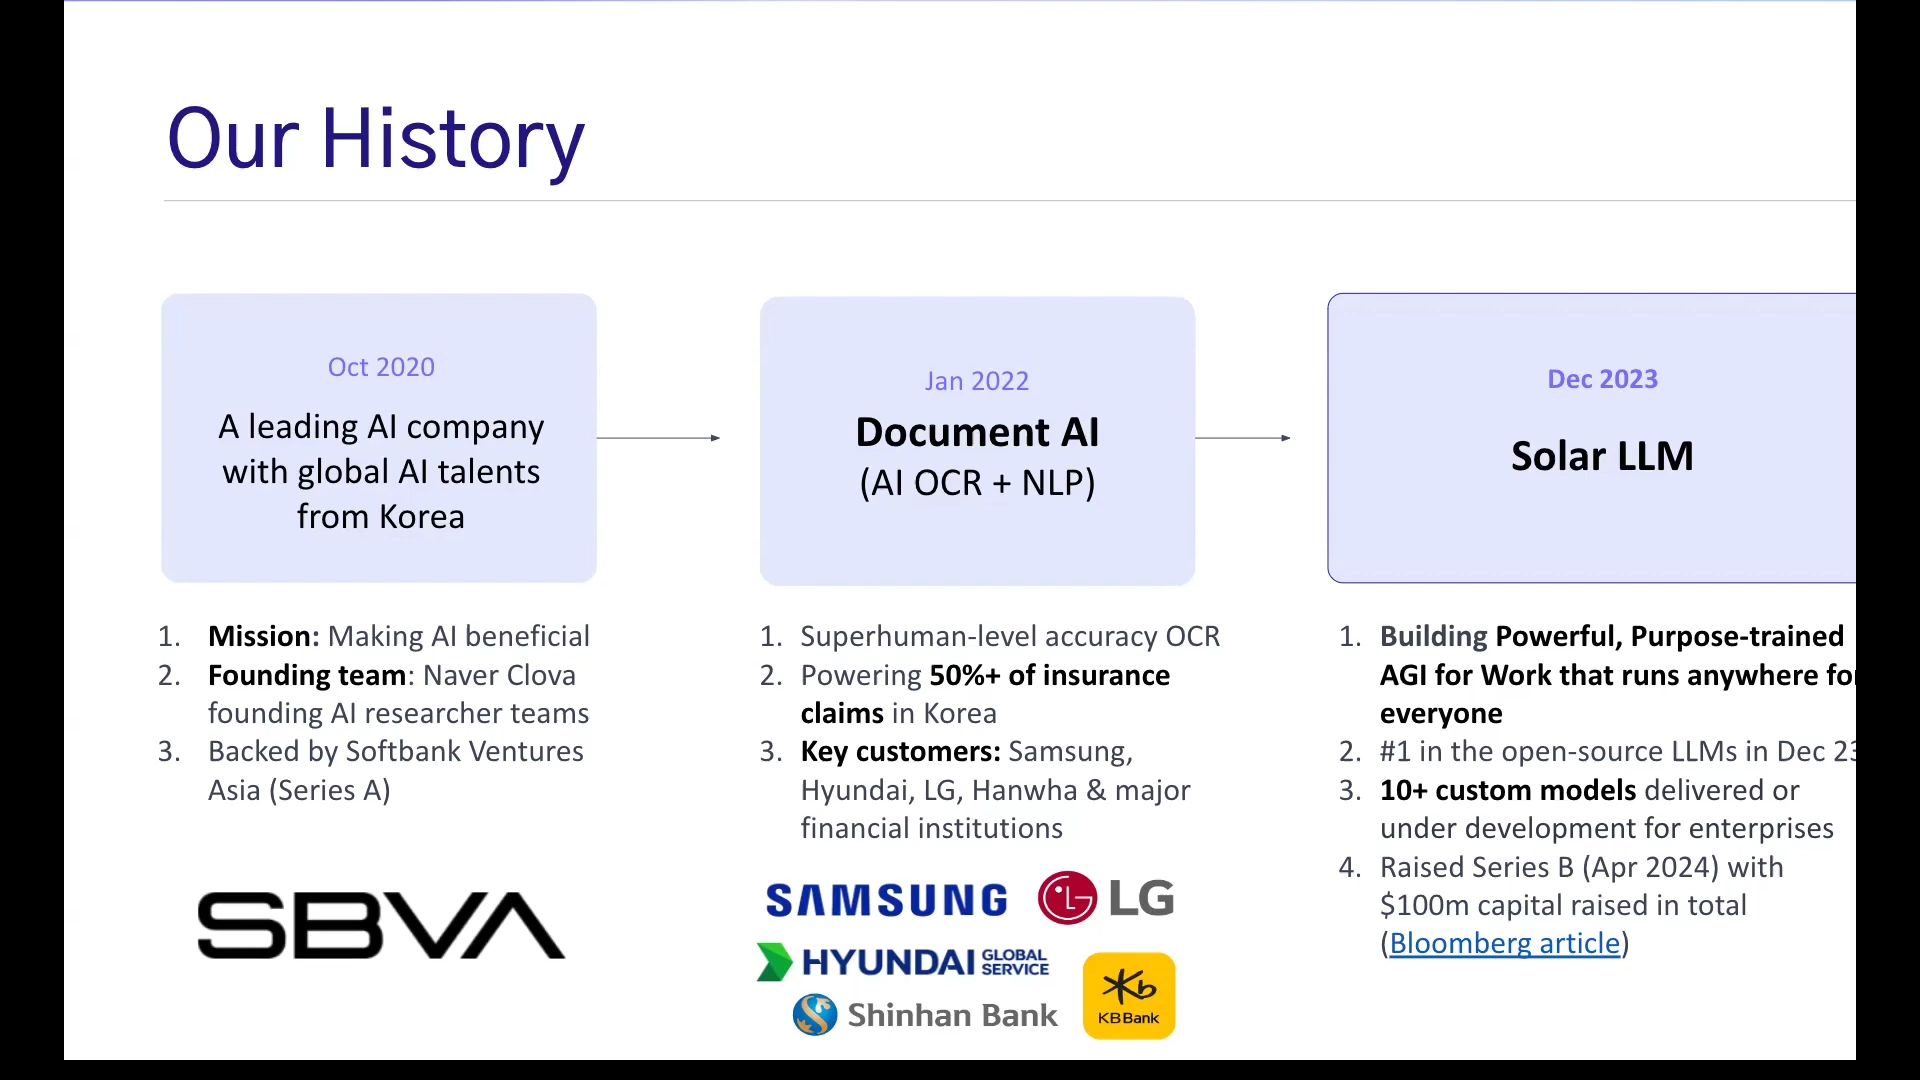 Our History
Oct 2020
A leading AI company
with global AI talents
from Korea
1. Mission: Making AI beneficial
2. Founding team: Naver Clova
founding AI researcher teams
3. Backed by Softbank Ventures
Asia (Series A)
SBVA
Jan 2022
Document AI
(AI OCR + NLP)
1. Superhuman-level accuracy OCR
2. Powering 50%+ of insurance
claims in Korea
3. Key customers: Samsung,
Hyundai, LG, Hanwha & major
financial institutions
SAMSUNG
LG
HYUNDAI GLOBAL SERVICE
Shinhan Bank
KB Bank
Dec 2023
Solar LLM
1. Building Powerful, Purpose-trained
AGI for Work that runs anywhere for
everyone
2. #1 in the open-source LLMs in Dec 23
3. 10+ custom models delivered or
under development for enterprises
4. Raised Series B (Apr 2024) with
$100m capital raised in total
(Bloomberg article)